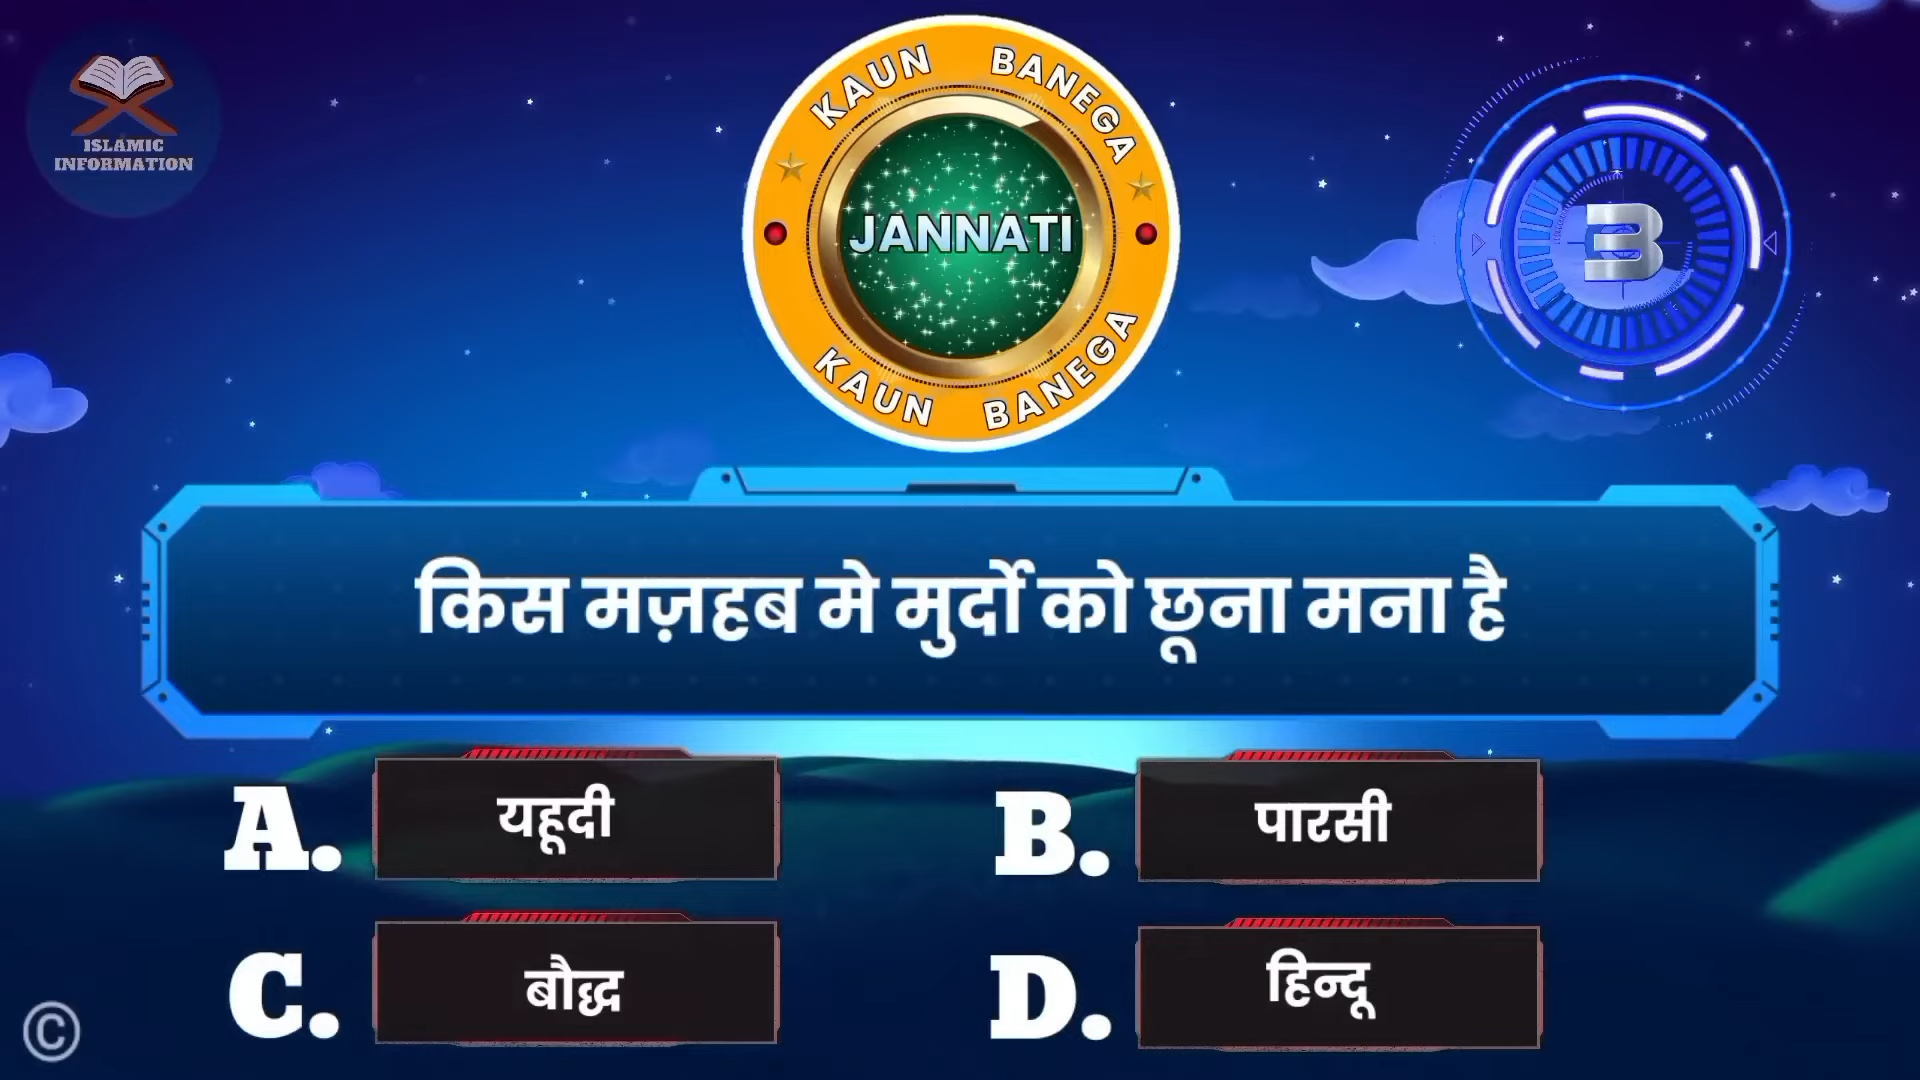 ISLAMIC
INFORMATION
KAUN BANEGA
JANNATI
KAUN BANEGA
3
किस मज़हब मे मुर्दो को छूना मना है
A. यहूदी
B. पारसी
C. बौद्ध
D. हिन्दू
©